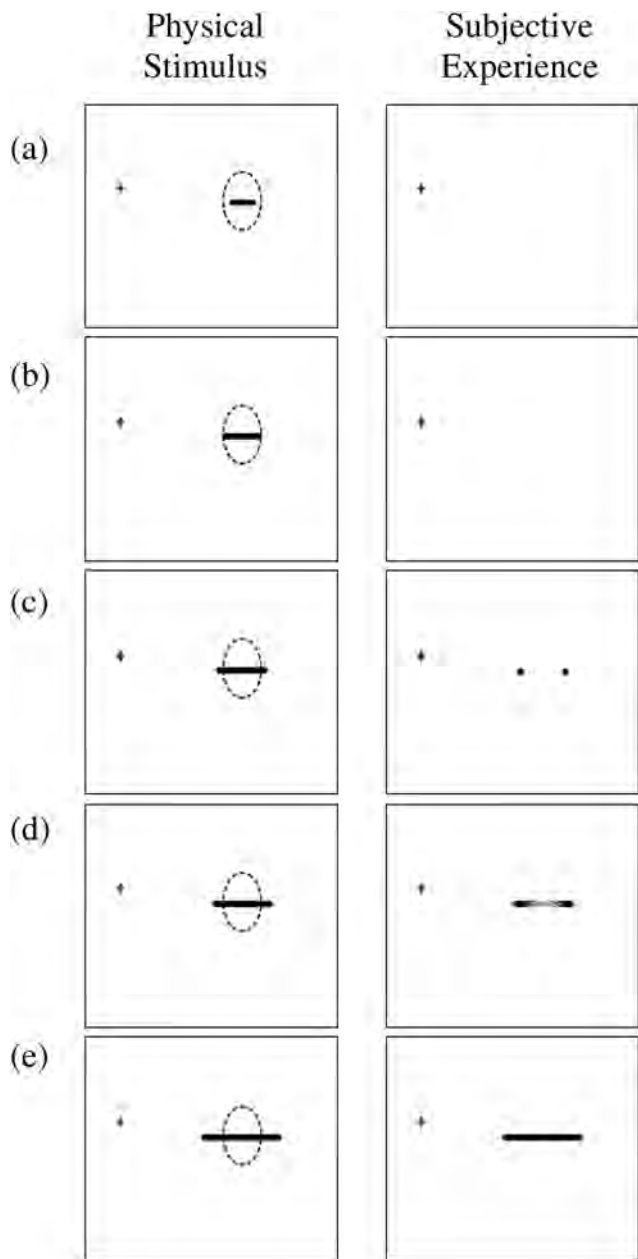 Physical Stimulus
Subjective Experience
(a)
(b)
(c)
(d)
(e)